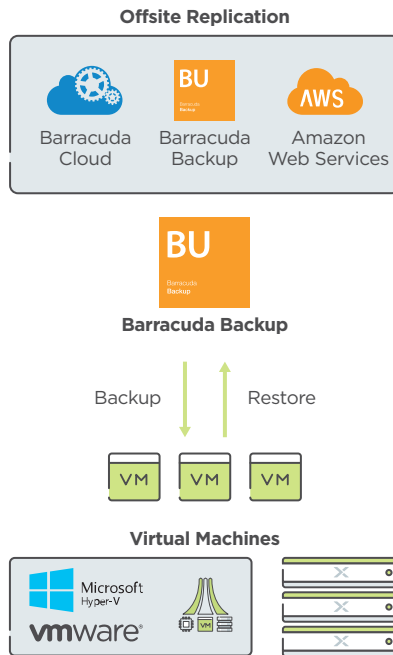 Offsite Replication
BU
Barracuda
Backup
AWS
Barracuda
Cloud
Barracuda
Backup
Amazon
Web Services
BU
Barracuda
Backup
Barracuda Backup
Backup
Restore
VM
VM
VM
Virtual Machines
Microsoft
Hyper-V
vmware®
VM
X
X
X